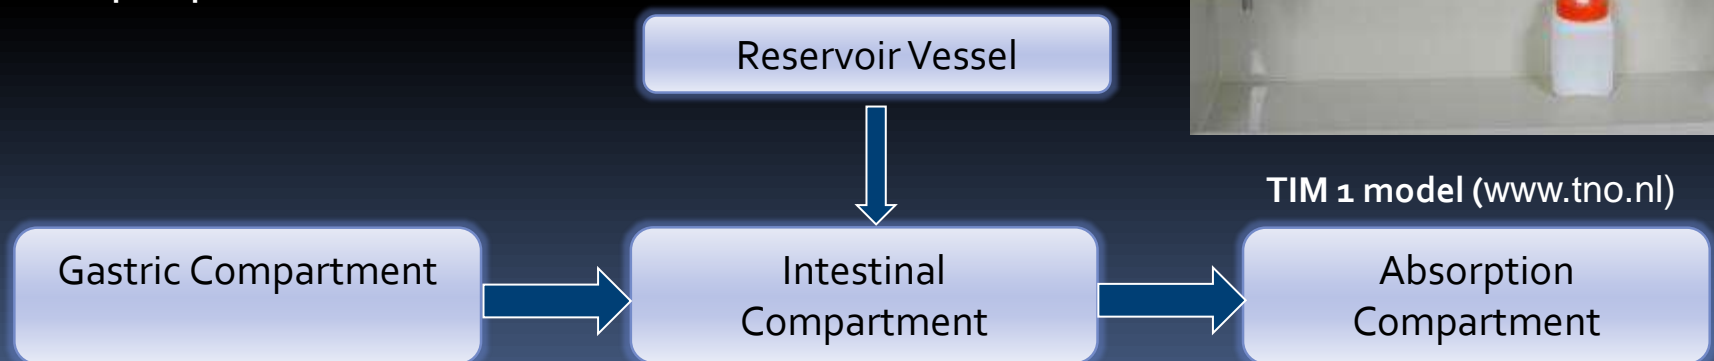 Reservoir Vessel
TIM 1 model (www.tno.nl)
Gastric Compartment
Intestinal
Compartment
Absorption
Compartment